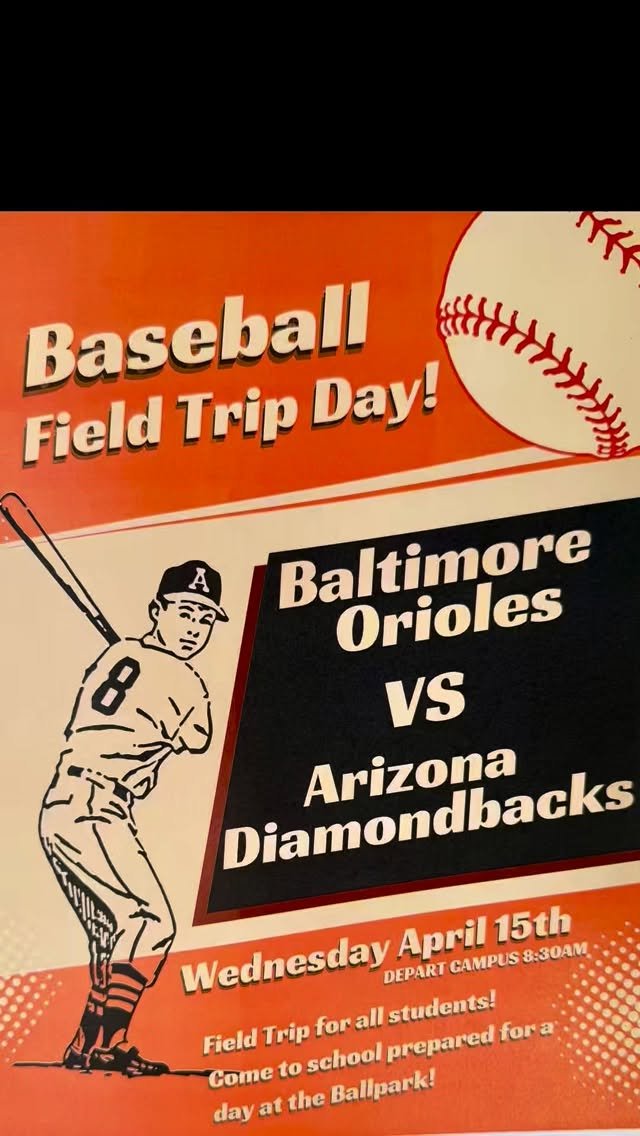 Baseball
Field Trip Day!
A
8
Baltimore
Orioles
VS
Arizona
Diamondbacks
Wednesday April 15th
DEPART CAMPUS 8:30AM
Field Trip for all students!
Come to school prepared for a
day at the Ballpark!